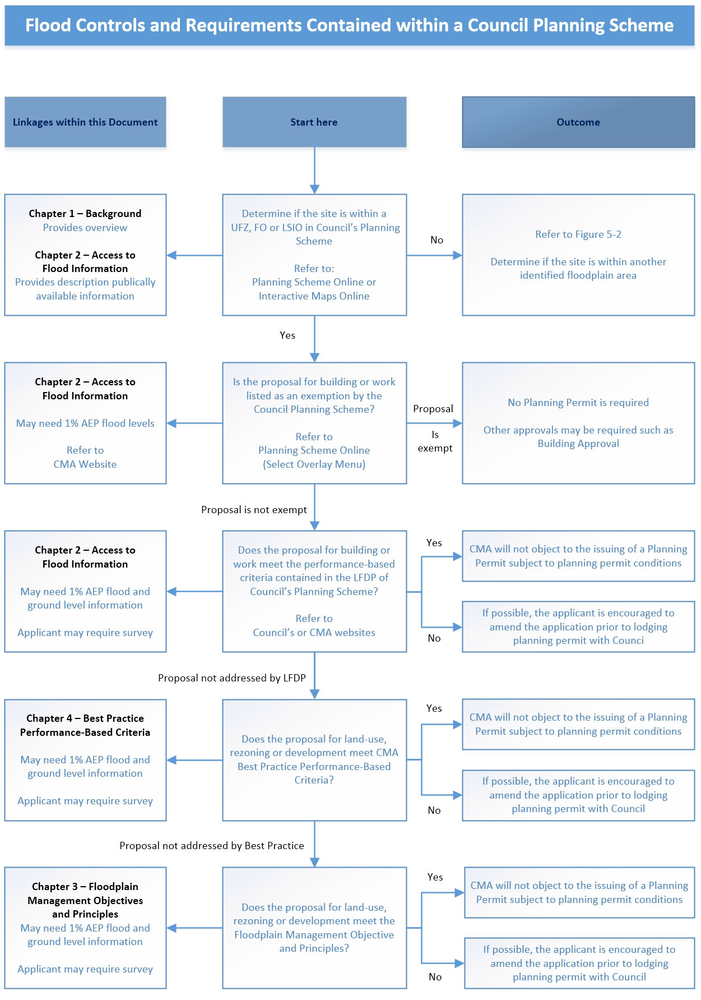 Flood Controls and Requirements Contained within a Council Planning Scheme
Linkages within this Document
Start here
Outcome
Chapter 1 – Background
Provides overview
Chapter 2 – Access to
Flood Information
Provides description publically
available information
Determine if the site is within a
UFZ, FO or LSIO in Council's Planning
Scheme
Refer to:
Planning Scheme Online or
Interactive Maps Online
No
Refer to Figure 5-2
Determine if the site is within another
identified floodplain area
Yes
Chapter 2 – Access to
Flood Information
May need 1% AEP flood levels
Refer to
CMA Website
Is the proposal for building or work
listed as an exemption by the
Council Planning Scheme?
Refer to
Planning Scheme Online
(Select Overlay Menu)
Proposal
Is
exempt
No Planning Permit is required
Other approvals may be required such as
Building Approval
Proposal is not exempt
Chapter 2 – Access to
Flood Information
May need 1% AEP flood and
ground level information
Applicant may require survey
Does the proposal for building or
work meet the performance-based
criteria contained in the LFDP of
Council's Planning Scheme?
Refer to
Council's or CMA websites
Yes
CMA will not object to the issuing of a Planning
Permit subject to planning permit conditions
No
If possible, the applicant is encouraged to
amend the application prior to lodging
planning permit with Counci
Proposal not addressed by LFDP
Chapter 4 – Best Practice
Performance-Based Criteria
May need 1% AEP flood and
ground level information
Applicant may require survey
Does the proposal for land-use,
rezoning or development meet CMA
Best Practice Performance-Based
Criteria?
Yes
CMA will not object to the issuing of a Planning
Permit subject to planning permit conditions
No
If possible, the applicant is encouraged to
amend the application prior to lodging
planning permit with Council
Proposal not addressed by Best Practice
Chapter 3 – Floodplain
Management Objectives
and Principles
May need 1% AEP flood and
ground level information
Applicant may require survey
Does the proposal for land-use,
rezoning or development meet the
Floodplain Management Objective
and Principles?
Yes
CMA will not object to the issuing of a Planning
Permit subject to planning permit conditions
No
If possible, the applicant is encouraged to
amend the application prior to lodging
planning permit with Council